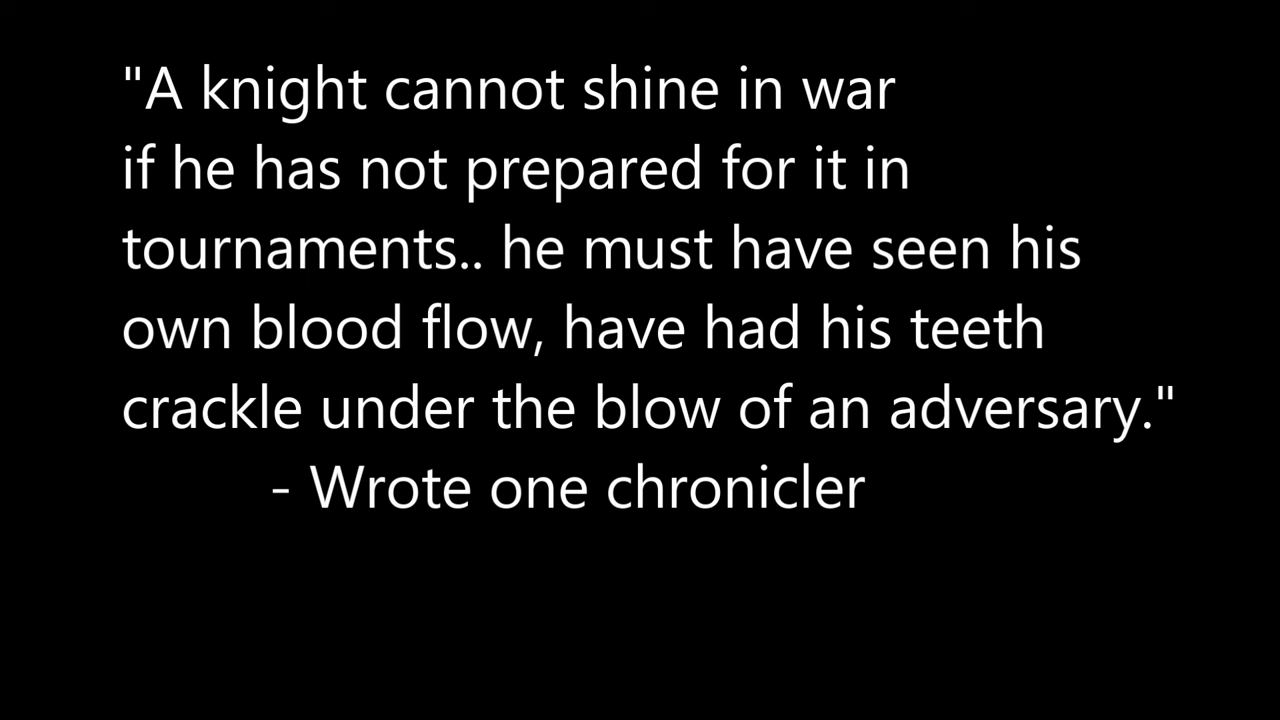 "A knight cannot shine in war
if he has not prepared for it in
tournaments.. he must have seen his
own blood flow, have had his teeth
crackle under the blow of an adversary."
- Wrote one chronicler